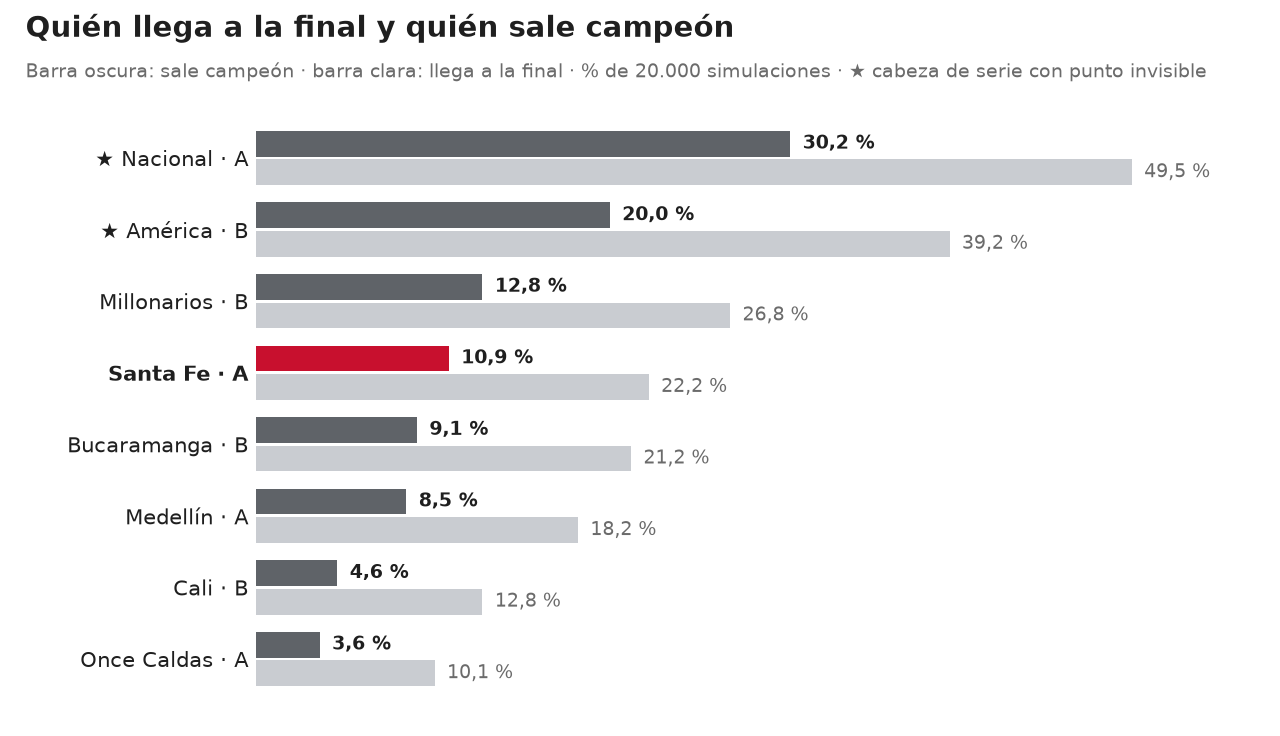 Quién llega a la final y quién sale campeón
Barra oscura: sale campeón · barra clara: llega a la final · % de 20.000 simulaciones · ★ cabeza de serie con punto invisible
★ Nacional · A
30,2 %
49,5 %
★ América · B
20,0 %
39,2 %
Millonarios · B
12,8 %
26,8 %
Santa Fe · A
10,9 %
22,2 %
Bucaramanga · B
9,1 %
21,2 %
Medellín · A
8,5 %
18,2 %
Cali · B
4,6 %
12,8 %
Once Caldas · A
3,6 %
10,1 %